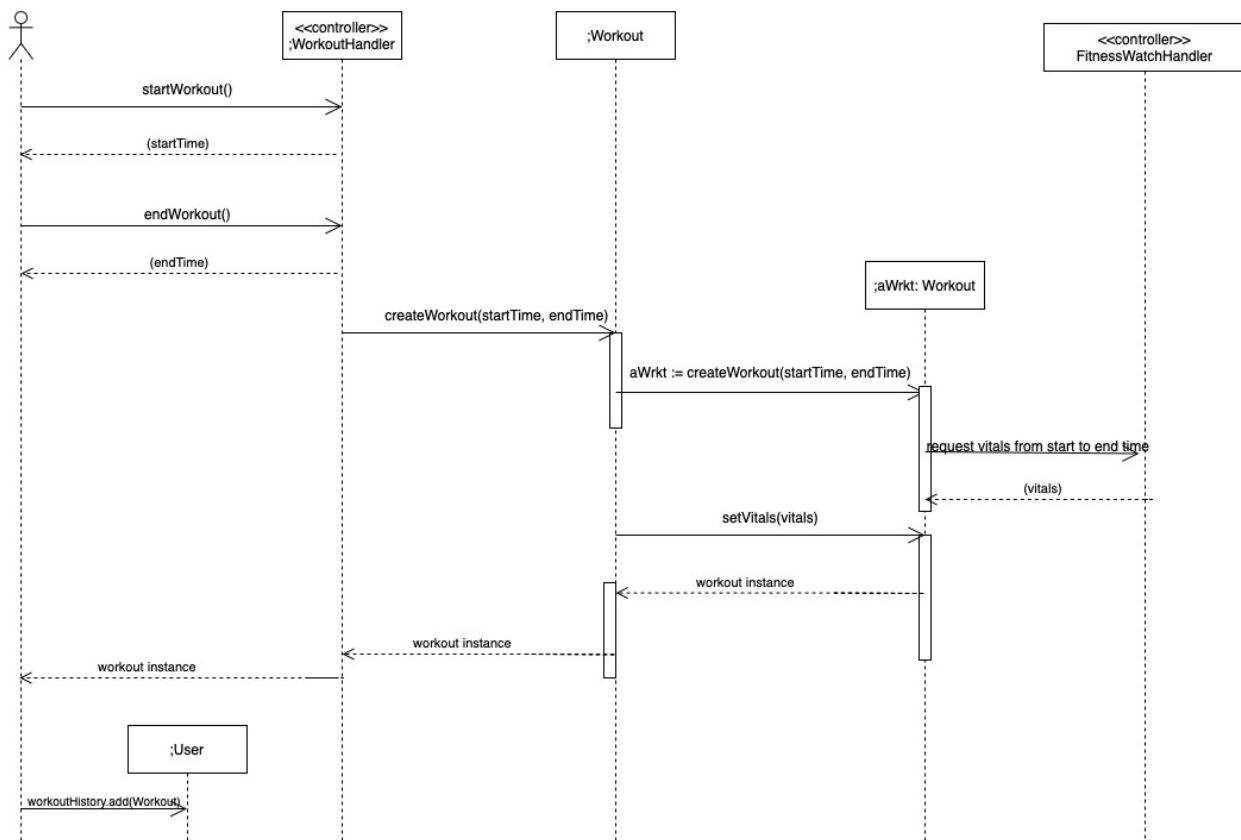 <<controller>>
;WorkoutHandler
;Workout
<<controller>>
FitnessWatchHandler
startWorkout()
(startTime)
endWorkout()
(endTime)
;aWrkt: Workout
createWorkout(startTime, endTime)
aWrkt := createWorkout(startTime, endTime)
request vitals from start to end time
(vitals)
setVitals(vitals)
workout instance
workout instance
workout instance
;User
workoutHistory.add(Workout)